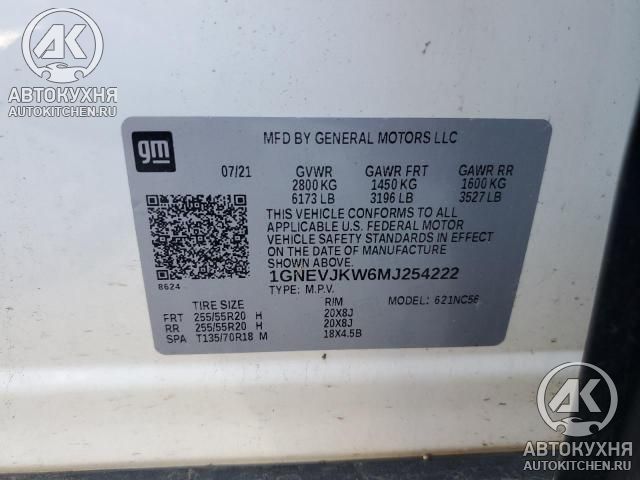 АВТОКУХНЯ
AUTOKITCHEN.RU
gm
MFD BY GENERAL MOTORS LLC
07/21 GVWR GAWR FRT GAWR RR
2800 KG 1450 KG 1600 KG
6173 LB 3196 LB 3527 LB
THIS VEHICLE CONFORMS TO ALL
APPLICABLE U.S. FEDERAL MOTOR
VEHICLE SAFETY STANDARDS IN EFFECT
ON THE DATE OF MANUFACTURE
SHOWN ABOVE.
1GNEVJKW6MJ254222
8624
TYPE: M.P.V.
MODEL: 621NC56
TIRE SIZE RIM
FRT 255/55R20 H 20X8J
RR 255/55R20 H 20X8J
SPA T135/70R18 M 18X4.5B
АВТОКУХНЯ
AUTOKITCHEN.RU